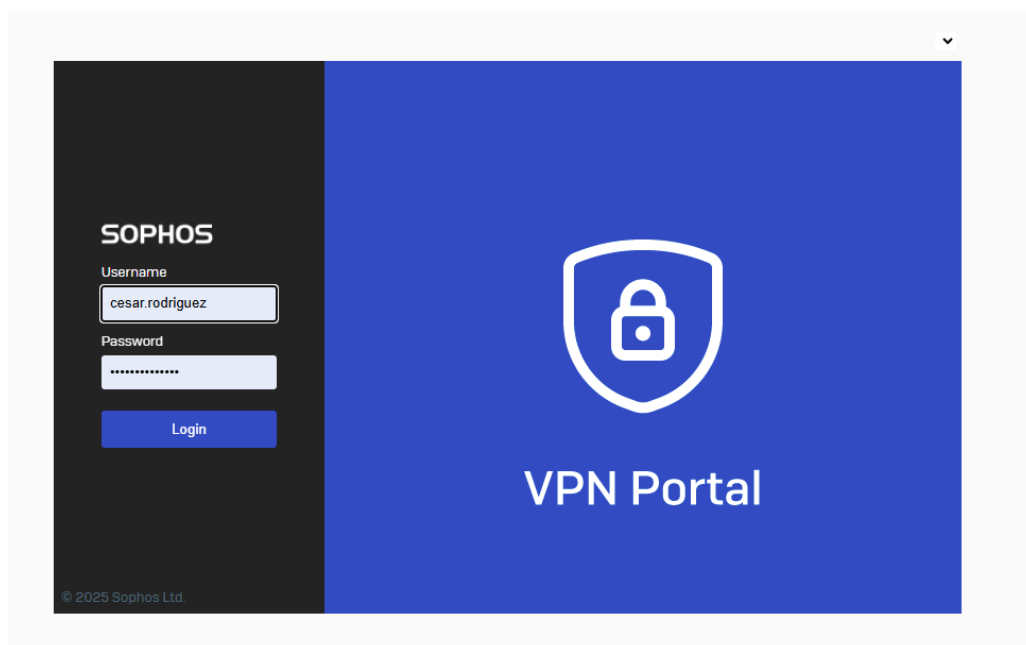 SOPHOS
Username
cesar.rodriguez
Password
••••••••••••••
Login
VPN Portal
© 2025 Sophos Ltd.